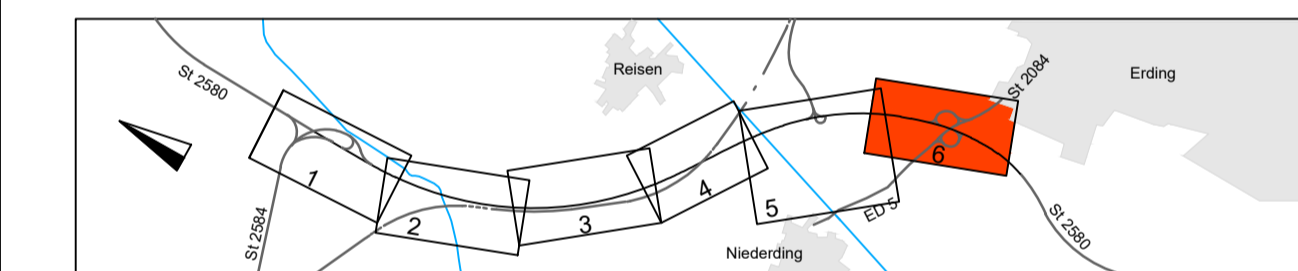 St 2580
Reisen
St 2084
Erding
1
2
3
4
5
6
St 2584
ED 5
Niederding
St 2580